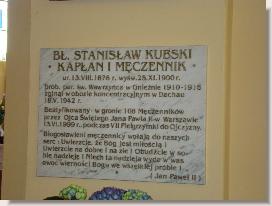 BŁ. STANISŁAW KUBSKI
KAPŁAN I MĘCZENNIK
ur. 13.VIII.1876 r. wyśw. 25.XI.1900 r.
prob. par. św. Wawrzyńca w Gnieźnie 1910-1916
zginął w obozie koncentracyjnym w Dachau
18.V.1942 r.
Beatyfikowany w gronie 108 Męczenników
przez Ojca Świętego Jana Pawła II w Warszawie
13.VI.1999 r. podczas VII Pielgrzymki do Ojczyzny.
Błogosławieni męczennicy wołają do naszych
serc : Uwierzcie, że Bóg jest miłością !
Uwierzcie na dobre i na złe ! Obudźcie w so-
bie nadzieję ! Niech ta nadzieja wyda w was
owoc wierności Bogu we wszelkiej próbie !
( Jan Paweł II )